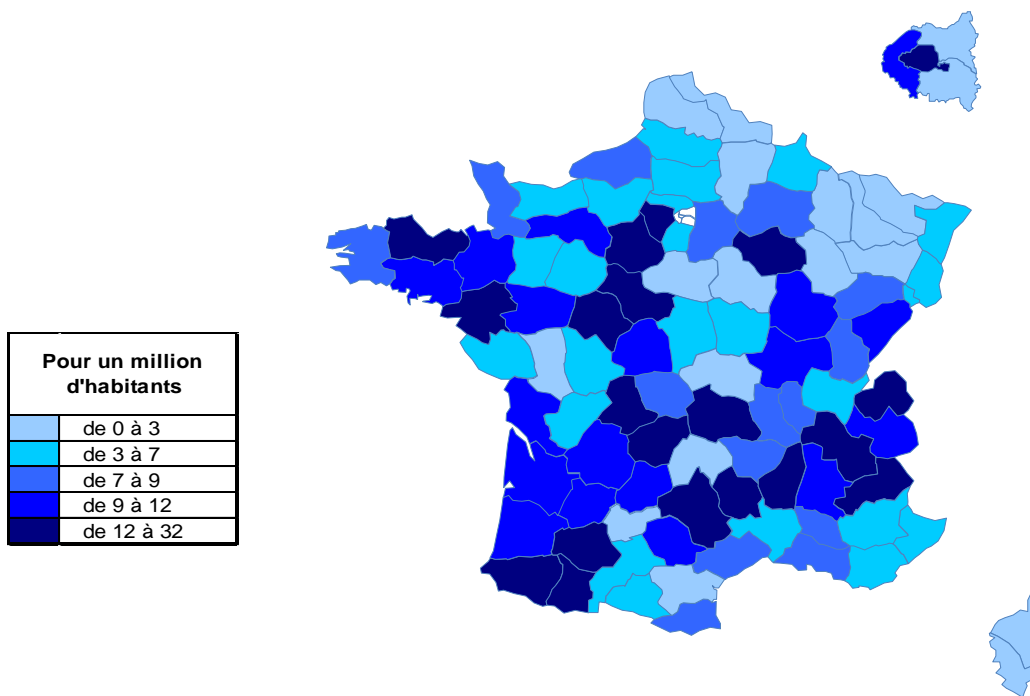 Pour un million
d'habitants
de 0 à 3
de 3 à 7
de 7 à 9
de 9 à 12
de 12 à 32